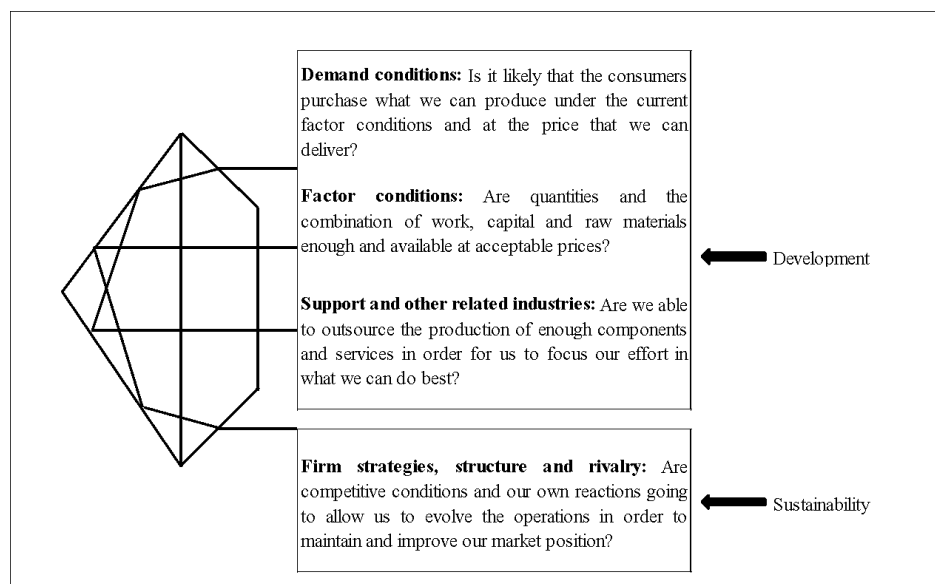 Demand conditions: Is it likely that the consumers
purchase what we can produce under the current
factor conditions and at the price that we can
deliver?
Factor conditions: Are quantities and the
combination of work, capital and raw materials
enough and available at acceptable prices?
Development
Support and other related industries: Are we able
to outsource the production of enough components
and services in order for us to focus our effort in
what we can do best?
Firm strategies, structure and rivalry: Are
competitive conditions and our own reactions going
to allow us to evolve the operations in order to
maintain and improve our market position?
Sustainability